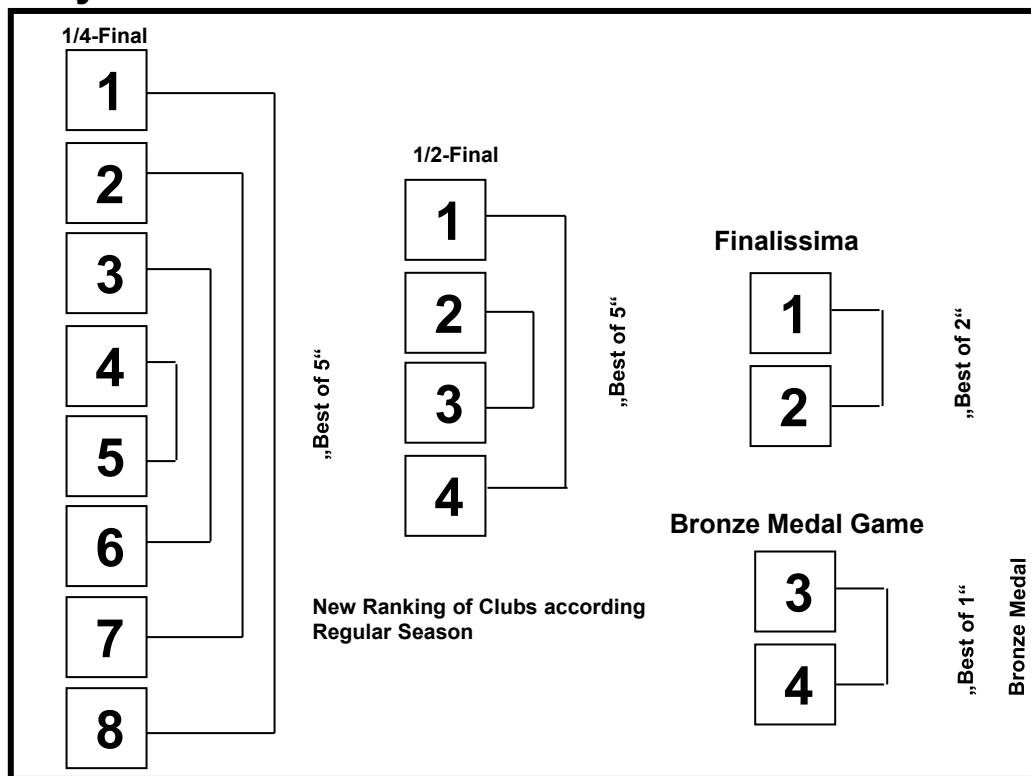 1/4-Final
1
2
3
4
5
6
7
8
„Best of 5“
1/2-Final
1
2
3
4
„Best of 5“
New Ranking of Clubs according
Regular Season
Finalissima
1
2
„Best of 2“
Bronze Medal Game
3
4
„Best of 1“
Bronze Medal